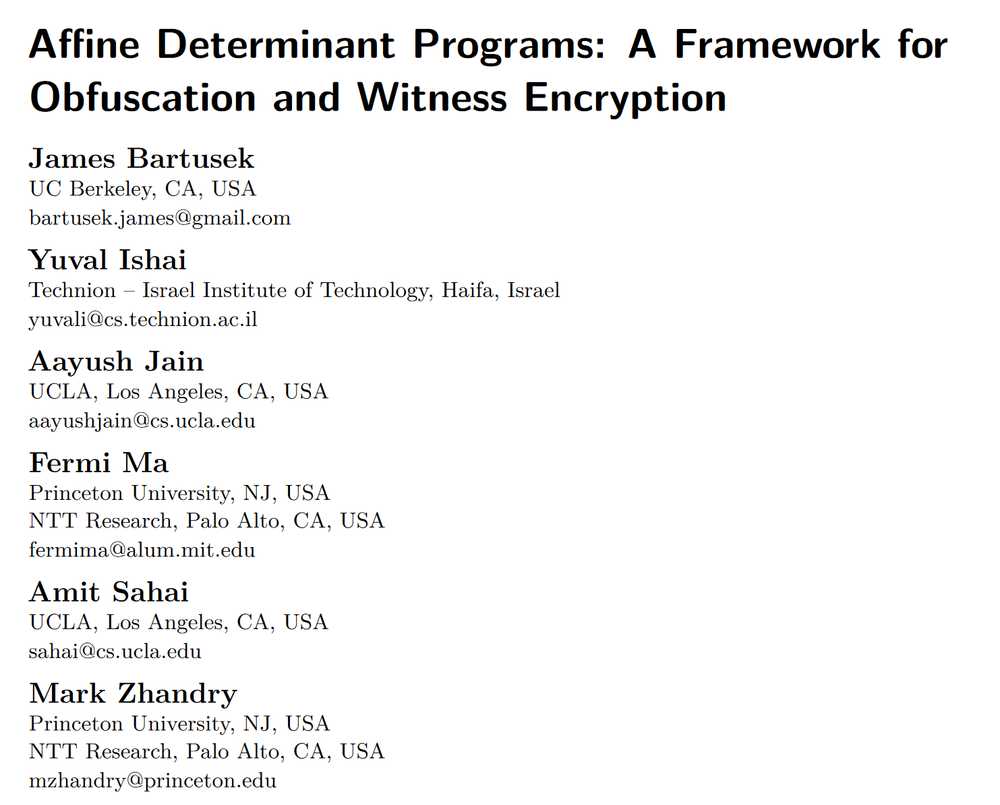 Affine Determinant Programs: A Framework for
Obfuscation and Witness Encryption
James Bartusek
UC Berkeley, CA, USA
bartusek.james@gmail.com
Yuval Ishai
Technion – Israel Institute of Technology, Haifa, Israel
yuvali@cs.technion.ac.il
Aayush Jain
UCLA, Los Angeles, CA, USA
aayushjain@cs.ucla.edu
Fermi Ma
Princeton University, NJ, USA
NTT Research, Palo Alto, CA, USA
fermima@alum.mit.edu
Amit Sahai
UCLA, Los Angeles, CA, USA
sahai@cs.ucla.edu
Mark Zhandry
Princeton University, NJ, USA
NTT Research, Palo Alto, CA, USA
mzhandry@princeton.edu